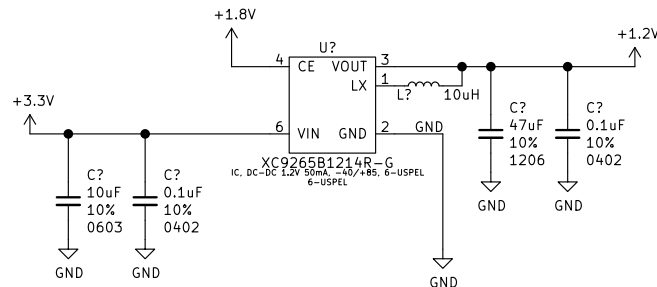 +1.8V
U?
+1.2V
4 CE VOUT 3
LX 1
L? 10uH
+3.3V
6 VIN GND 2 GND
C?
47uF
10%
1206
C?
0.1uF
10%
0402
XC9265B1214R-G
IC, DC-DC 1.2V 50mA, -40/+85, 6-USPEL
6-USPEL
C?
10uF
10%
0603
C?
0.1uF
10%
0402
GND
GND
GND
GND
GND